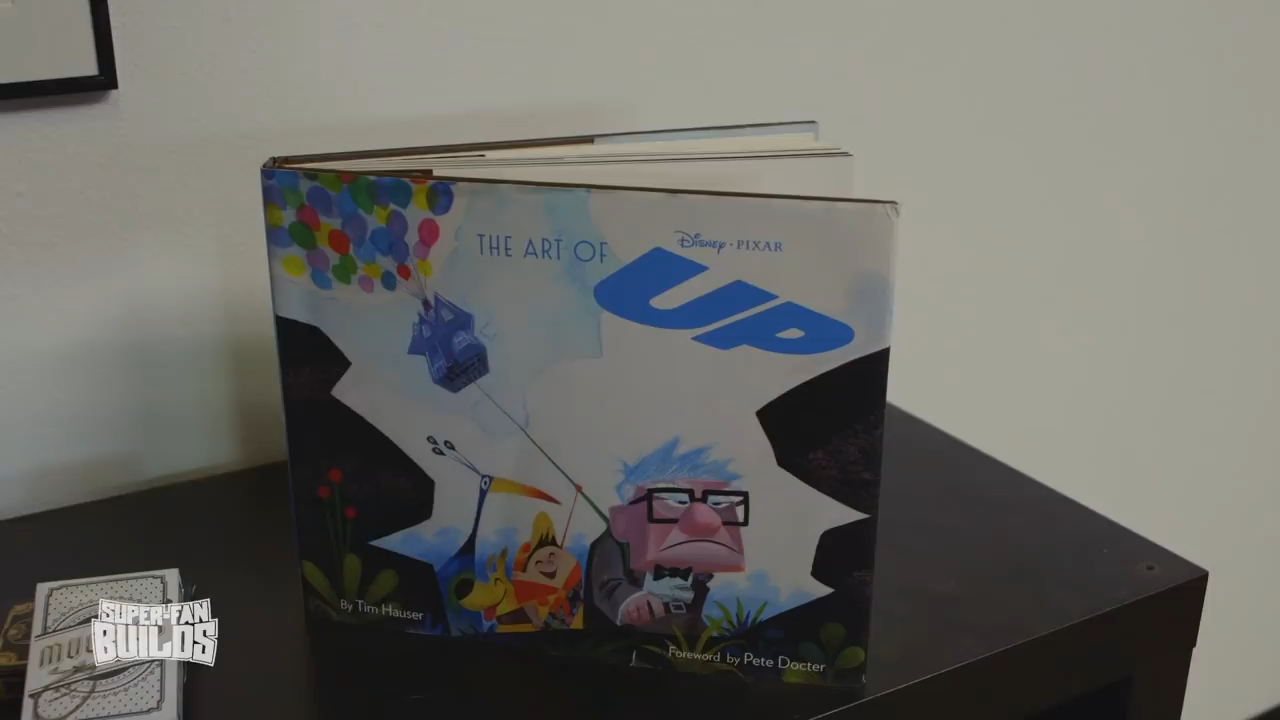 THE ART OF
DISNEY · PIXAR
UP
By Tim Hauser
Foreword by Pete Docter
SUPER-FAN
BUILDS